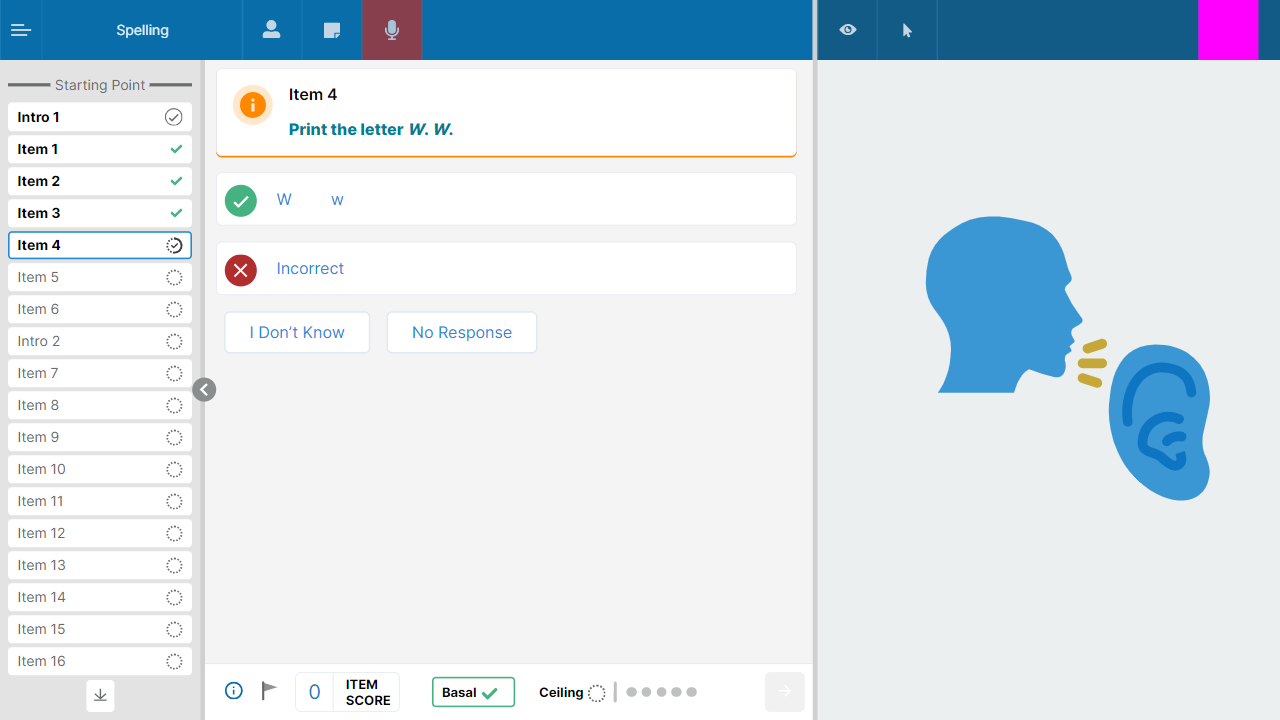 Spelling
Starting Point
Intro 1
Item 1
Item 2
Item 3
Item 4
Item 5
Item 6
Intro 2
Item 7
Item 8
Item 9
Item 10
Item 11
Item 12
Item 13
Item 14
Item 15
Item 16
Item 4
Print the letter W. W.
W w
Incorrect
I Don’t Know No Response
0 ITEM SCORE
Basal
Ceiling